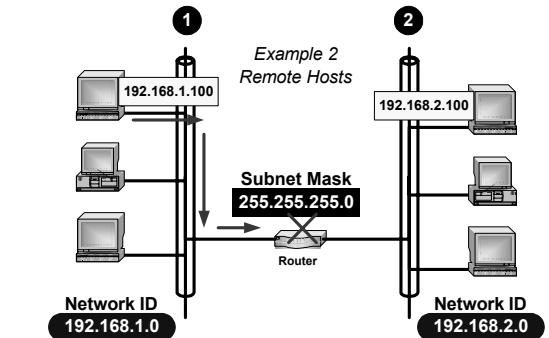 1
2
Example 2
Remote Hosts
192.168.1.100
192.168.2.100
Subnet Mask
255.255.255.0
Router
Network ID
192.168.1.0
Network ID
192.168.2.0